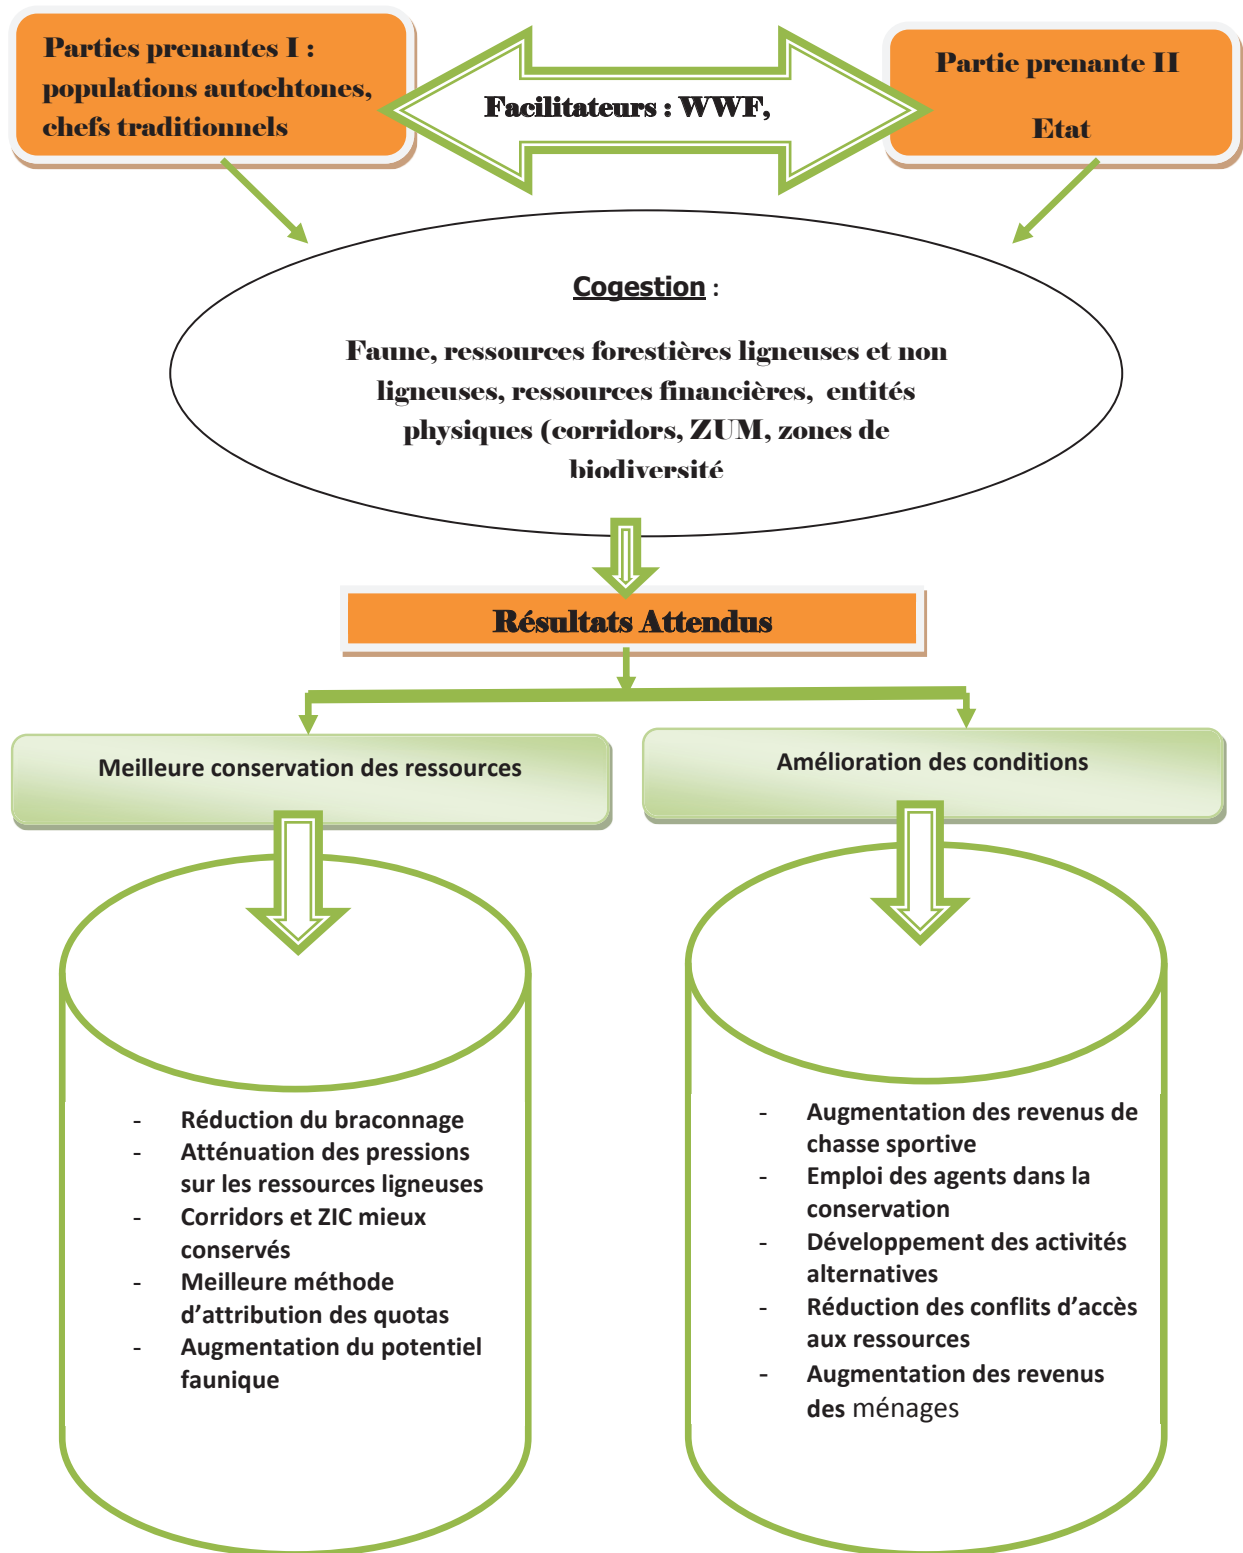 Parties prenantes I :
populations autochtones,
chefs traditionnels
Facilitateurs : WWF,
Partie prenante II
Etat
Cogestion :
Faune, ressources forestières ligneuses et non
ligneuses, ressources financières, entités
physiques (corridors, ZUM, zones de
biodiversité
Résultats Attendus
Meilleure conservation des ressources
Amélioration des conditions
- Réduction du braconnage
- Atténuation des pressions
sur les ressources ligneuses
- Corridors et ZIC mieux
conservés
- Meilleure méthode
d’attribution des quotas
- Augmentation du potentiel
faunique
- Augmentation des revenus de
chasse sportive
- Emploi des agents dans la
conservation
- Développement des activités
alternatives
- Réduction des conflits d’accès
aux ressources
- Augmentation des revenus
des ménages